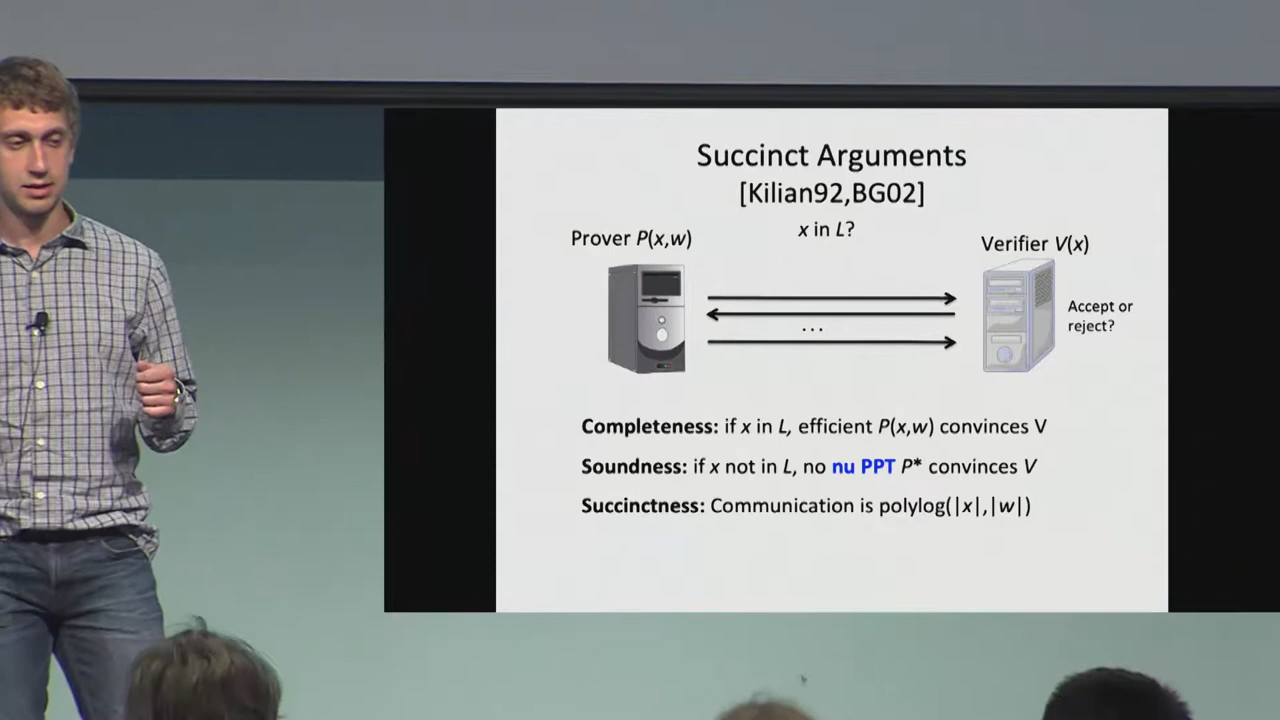 Succinct Arguments
[Kilian92,BG02]
x in L?
Prover P(x,w)
Verifier V(x)
Accept or
reject?
...
Completeness: if x in L, efficient P(x,w) convinces V
Soundness: if x not in L, no nu PPT P* convinces V
Succinctness: Communication is polylog(|x|,|w|)